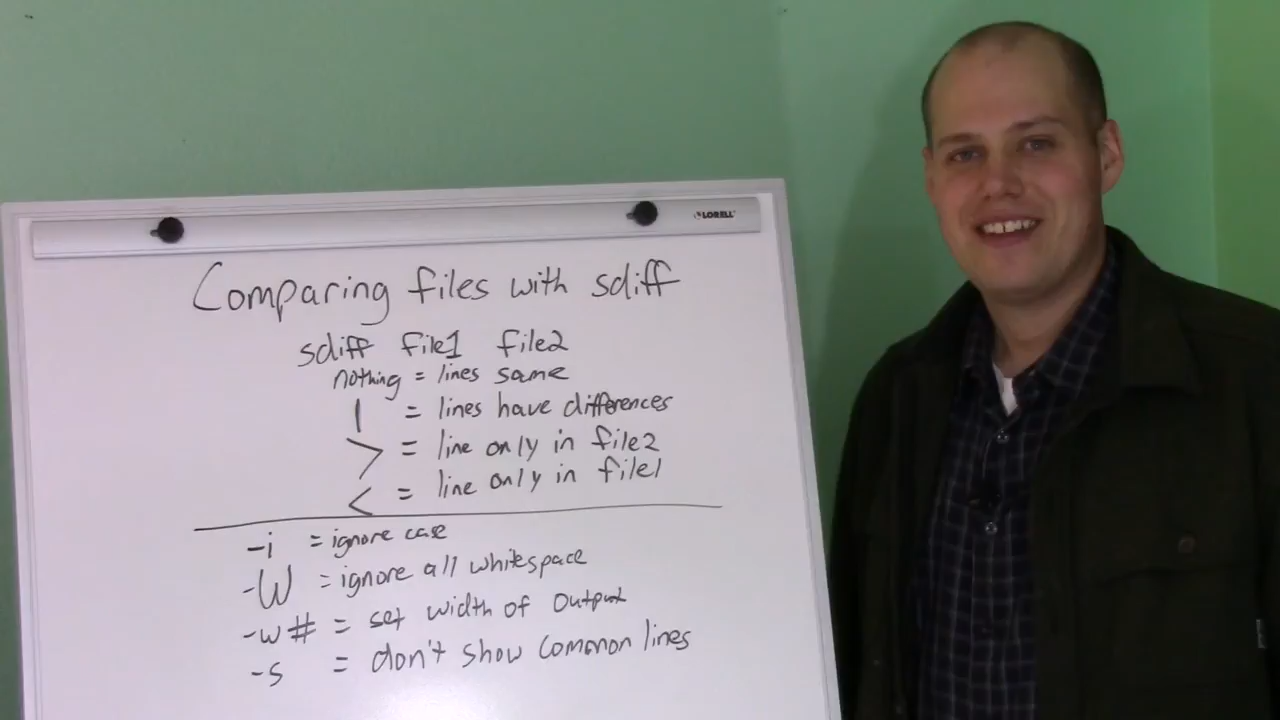 LORELL
Comparing files with sdiff
sdiff file1 file2
nothing = lines same
| = lines have differences
> = line only in file2
< = line only in file1
-i = ignore case
-W = ignore all whitespace
-w# = set width of output
-s = don't show common lines